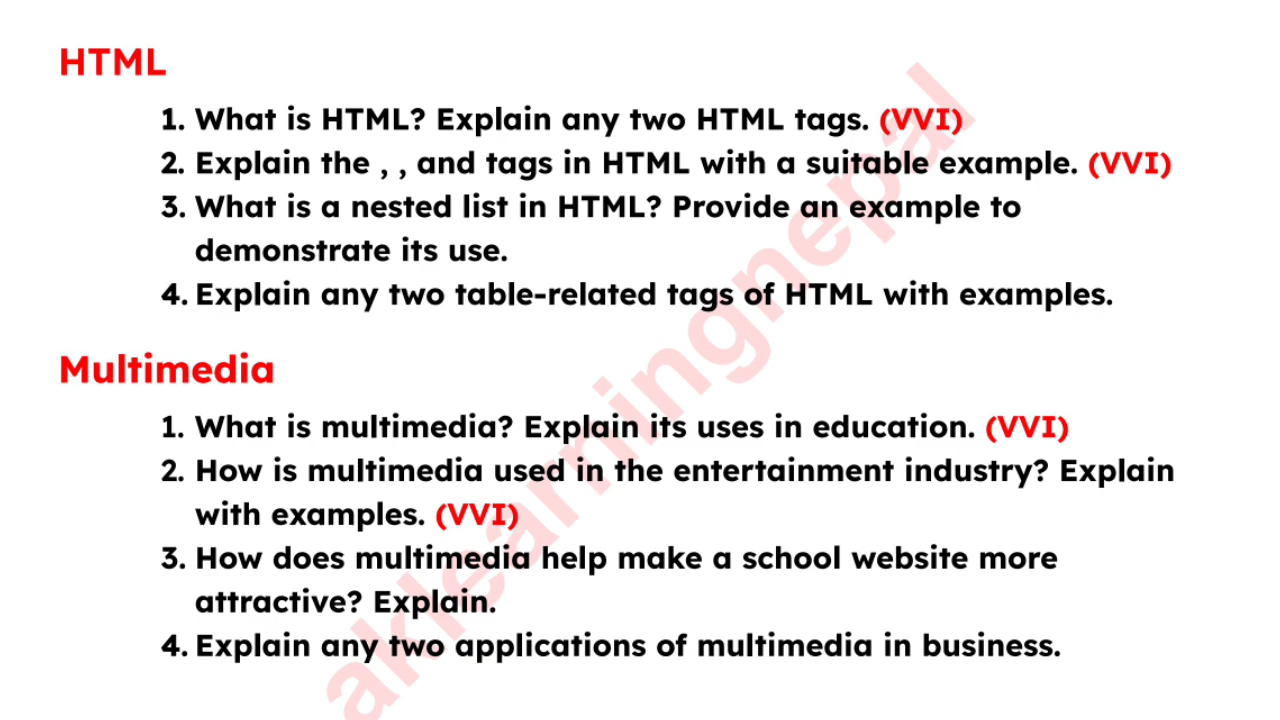 HTML
1. What is HTML? Explain any two HTML tags. (VVI)
2. Explain the , , and tags in HTML with a suitable example. (VVI)
3. What is a nested list in HTML? Provide an example to
demonstrate its use.
4. Explain any two table-related tags of HTML with examples.
Multimedia
1. What is multimedia? Explain its uses in education. (VVI)
2. How is multimedia used in the entertainment industry? Explain
with examples. (VVI)
3. How does multimedia help make a school website more
attractive? Explain.
4. Explain any two applications of multimedia in business.
aklearningnepal